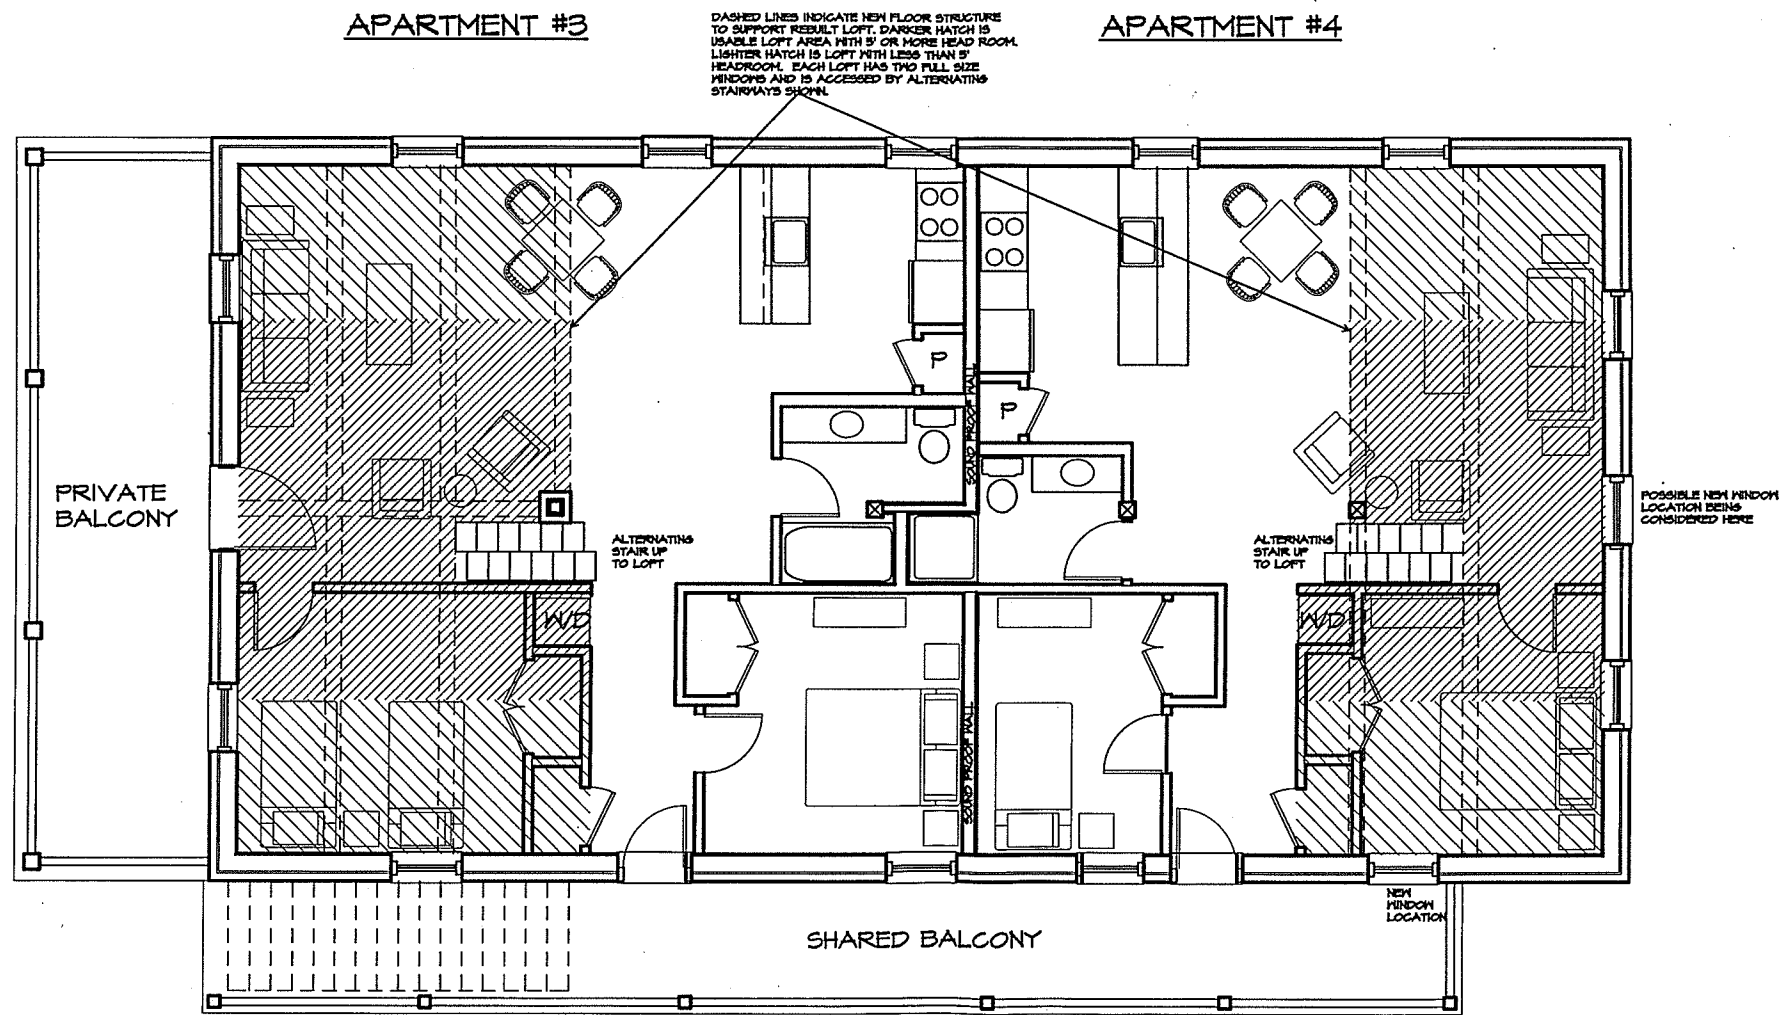 APARTMENT #3
DASHED LINES INDICATE NEW FLOOR STRUCTURE
TO SUPPORT REBUILT LOFT. DARKER HATCH IS
USABLE LOFT AREA WITH 5' OR MORE HEAD ROOM.
LIGHTER HATCH IS LOFT WITH LESS THAN 5'
HEADROOM. EACH LOFT HAS TWO FULL SIZE
WINDOWS AND IS ACCESSED BY ALTERNATING
STAIRWAYS SHOWN.
APARTMENT #4
P
P
SOUND PROOF WALL
PRIVATE
BALCONY
POSSIBLE NEW WINDOW
LOCATION BEING
CONSIDERED HERE
ALTERNATING
STAIR UP
TO LOFT
ALTERNATING
STAIR UP
TO LOFT
W/D
W/D
SOUND PROOF WALL
NEW
WINDOW
LOCATION
SHARED BALCONY